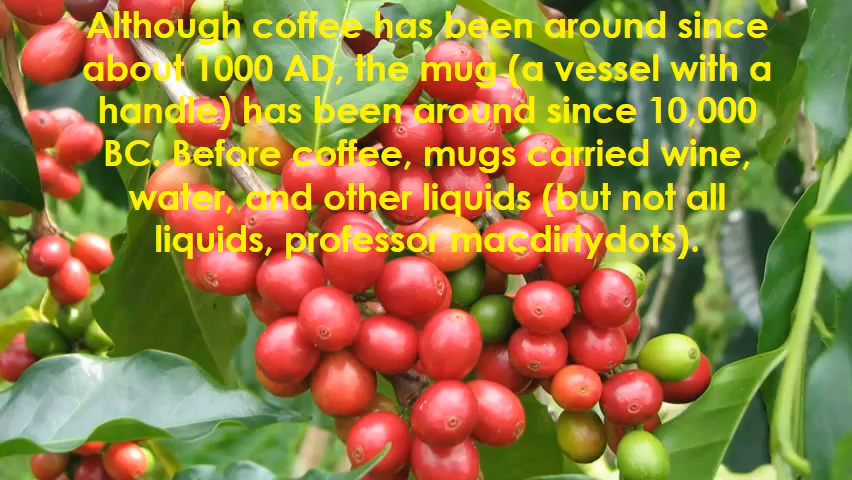 Although coffee has been around since
about 1000 AD, the mug (a vessel with a
handle) has been around since 10,000
BC. Before coffee, mugs carried wine,
water, and other liquids (but not all
liquids, professor macdirtydots).